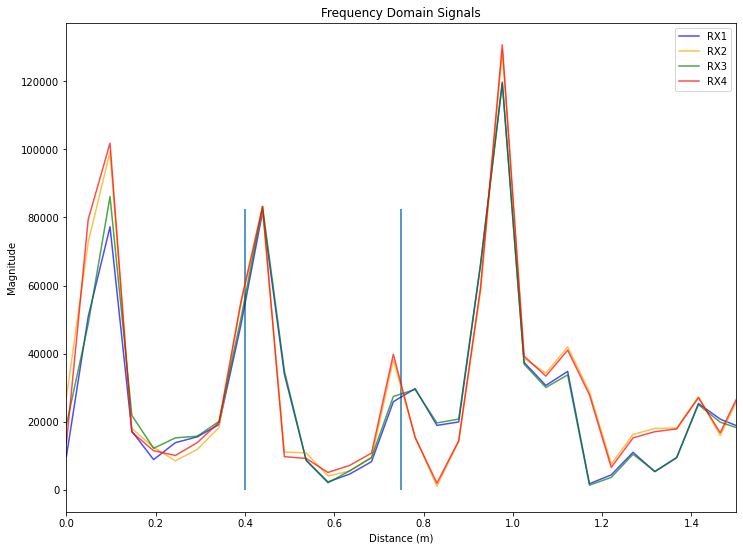 Frequency Domain Signals
RX1
RX2
RX3
RX4
120000
100000
80000
60000
40000
20000
0
Magnitude
0.0 0.2 0.4 0.6 0.8 1.0 1.2 1.4
Distance (m)